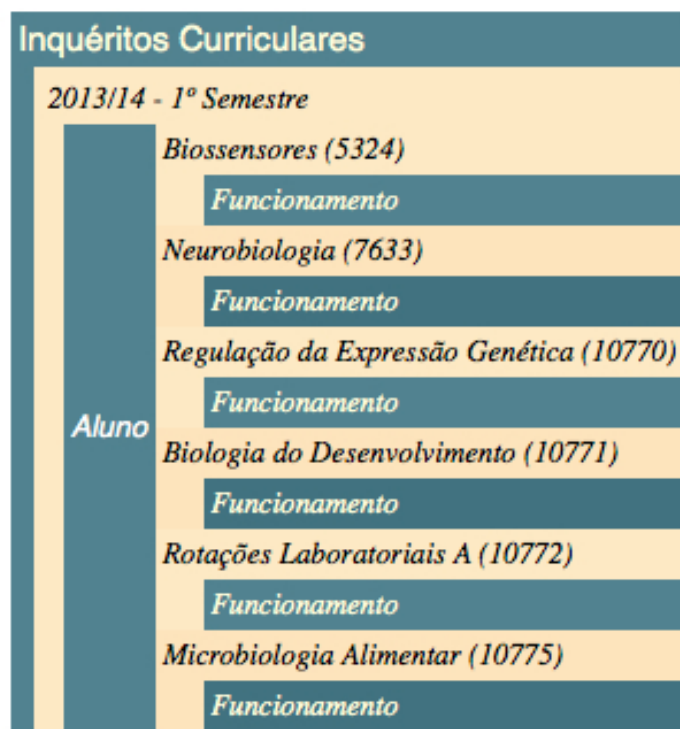 Inquéritos Curriculares
2013/14 - 1º Semestre
Aluno
Biossensores (5324)
Funcionamento
Neurobiologia (7633)
Funcionamento
Regulação da Expressão Genética (10770)
Funcionamento
Biologia do Desenvolvimento (10771)
Funcionamento
Rotações Laboratoriais A (10772)
Funcionamento
Microbiologia Alimentar (10775)
Funcionamento